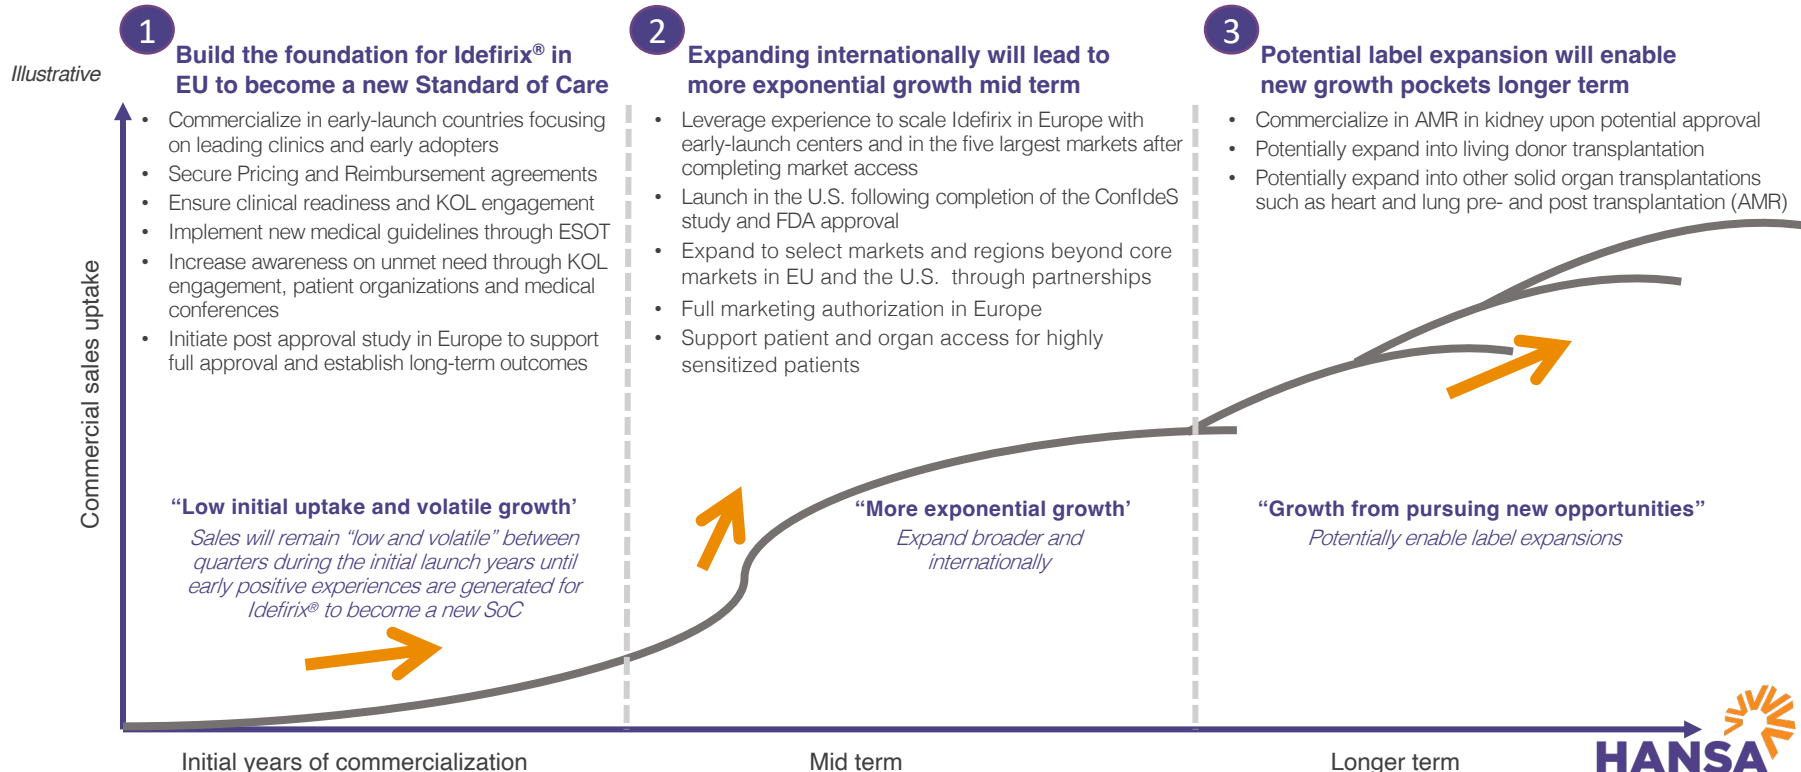 Illustrative
1
Build the foundation for Idefirix® in
EU to become a new Standard of Care
• Commercialize in early-launch countries focusing
on leading clinics and early adopters
• Secure Pricing and Reimbursement agreements
• Ensure clinical readiness and KOL engagement
• Implement new medical guidelines through ESOT
• Increase awareness on unmet need through KOL
engagement, patient organizations and medical
conferences
• Initiate post approval study in Europe to support
full approval and establish long-term outcomes
“Low initial uptake and volatile growth’
Sales will remain “low and volatile” between
quarters during the initial launch years until
early positive experiences are generated for
Idefirix® to become a new SoC
2
Expanding internationally will lead to
more exponential growth mid term
• Leverage experience to scale Idefirix in Europe with
early-launch centers and in the five largest markets after
completing market access
• Launch in the U.S. following completion of the ConfIdeS
study and FDA approval
• Expand to select markets and regions beyond core
markets in EU and the U.S. through partnerships
• Full marketing authorization in Europe
• Support patient and organ access for highly
sensitized patients
“More exponential growth’
Expand broader and
internationally
3
Potential label expansion will enable
new growth pockets longer term
• Commercialize in AMR in kidney upon potential approval
• Potentially expand into living donor transplantation
• Potentially expand into other solid organ transplantations
such as heart and lung pre- and post transplantation (AMR)
“Growth from pursuing new opportunities”
Potentially enable label expansions
Commercial sales uptake
Initial years of commercialization
Mid term
Longer term
HANSA